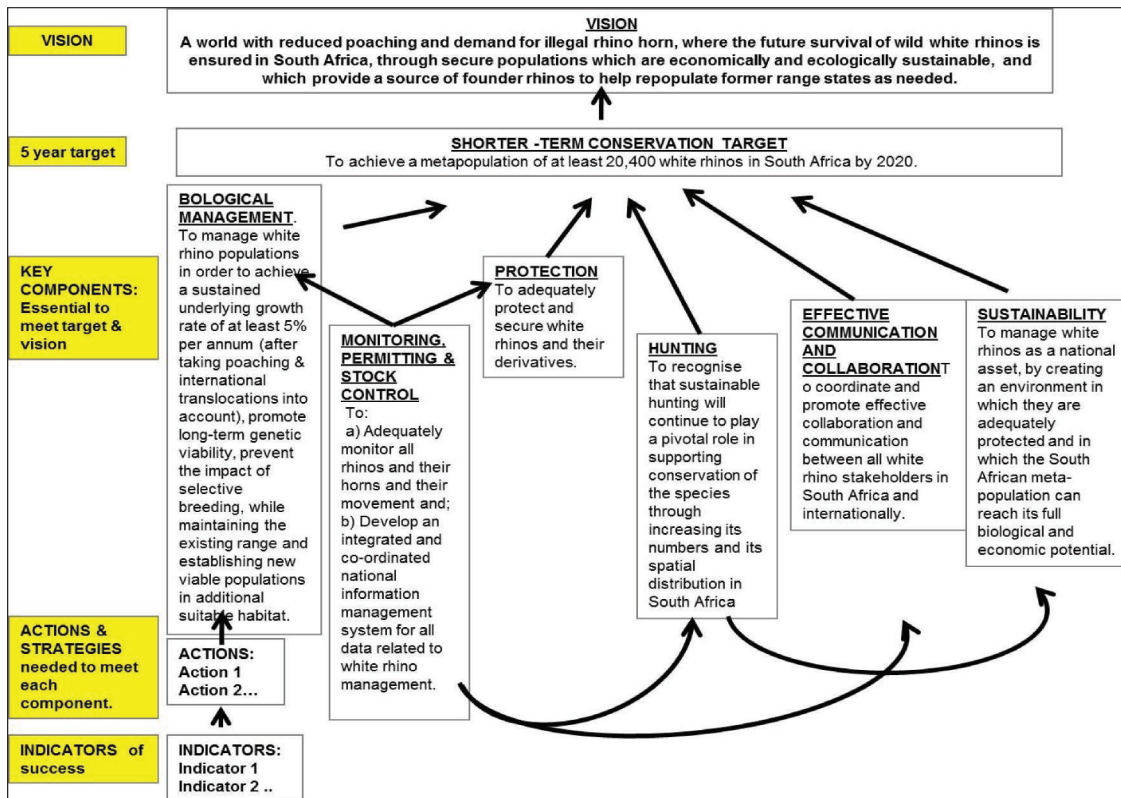 VISION
VISION
A world with reduced poaching and demand for illegal rhino horn, where the future survival of wild white rhinos is
ensured in South Africa, through secure populations which are economically and ecologically sustainable, and
which provide a source of founder rhinos to help repopulate former range states as needed.
5 year target
SHORTER -TERM CONSERVATION TARGET
To achieve a metapopulation of at least 20,400 white rhinos in South Africa by 2020.
KEY
COMPONENTS:
Essential to
meet target &
vision
BOLOGICAL
MANAGEMENT.
To manage white
rhino populations
in order to achieve
a sustained
underlying growth
rate of at least 5%
per annum (after
taking poaching &
international
translocations into
account), promote
long-term genetic
viability, prevent
the impact of
selective
breeding, while
maintaining the
existing range and
establishing new
viable populations
in additional
suitable habitat.
MONITORING,
PERMITTING &
STOCK
CONTROL
To:
a) Adequately
monitor all
rhinos and their
horns and their
movement and;
b) Develop an
integrated and
co-ordinated
national
information
management
system for all
data related to
white rhino
management.
PROTECTION
To adequately
protect and
secure white
rhinos and their
derivatives.
HUNTING
To recognise
that sustainable
hunting will
continue to play
a pivotal role in
supporting
conservation of
the species
through
increasing its
numbers and its
spatial
distribution in
South Africa
EFFECTIVE
COMMUNICATION
AND
COLLABORATIONT
o coordinate and
promote effective
collaboration and
communication
between all white
rhino stakeholders in
South Africa and
internationally.
SUSTAINABILITY
To manage white
rhinos as a national
asset, by creating
an environment in
which they are
adequately
protected and in
which the South
African meta-
population can
reach its full
biological and
economic potential.
ACTIONS &
STRATEGIES
needed to meet
each
component.
ACTIONS:
Action 1
Action 2...
INDICATORS of
success
INDICATORS:
Indicator 1
Indicator 2 ..